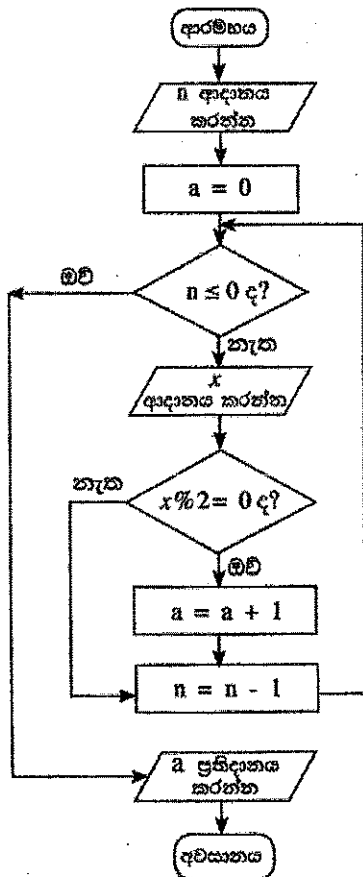 ආරම්භය
n ආදානය
කරන්න
a = 0
n ≤ 0 ද?
ඔව්
නැත
x
ආදානය කරන්න
x%2= 0 ද?
නැත
ඔව්
a = a + 1
n = n - 1
a ප්‍රතිදානය
කරන්න
අවසානය